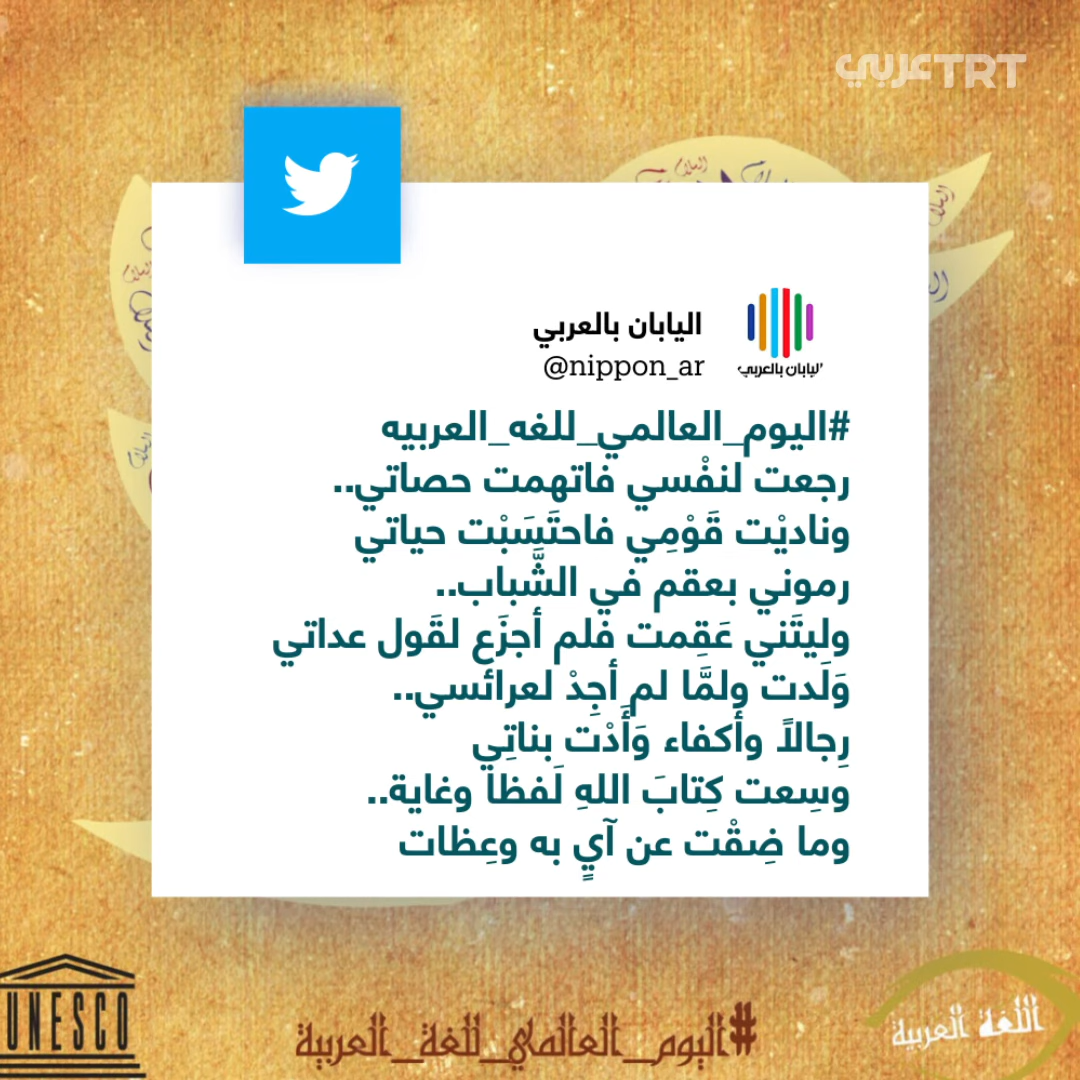 TRT عربي
السلام
اليابان بالعربي
اليابان بالعربي
@nippon_ar
#اليوم_العالمي_للغه_العربيه
رجعت لنفْسي فاتهمت حصاتي..
وناديْت قَوْمِي فاحتَسَبْت حياتي
رموني بعقم في الشَّباب..
وليتَني عَقِمت فلم أجزَع لقَول عداتي
وَلَدت ولمَّا لم أجِدْ لعرائسي..
رِجالاً وأكفاء وَأَدْت بناتِي
وسِعت كِتابَ اللهِ لَفظاً وغاية..
وما ضِقْت عن آيٍ به وعِظات
اللغة العربية
#اليوم_العالمي_للغة_العربية
UNESCO